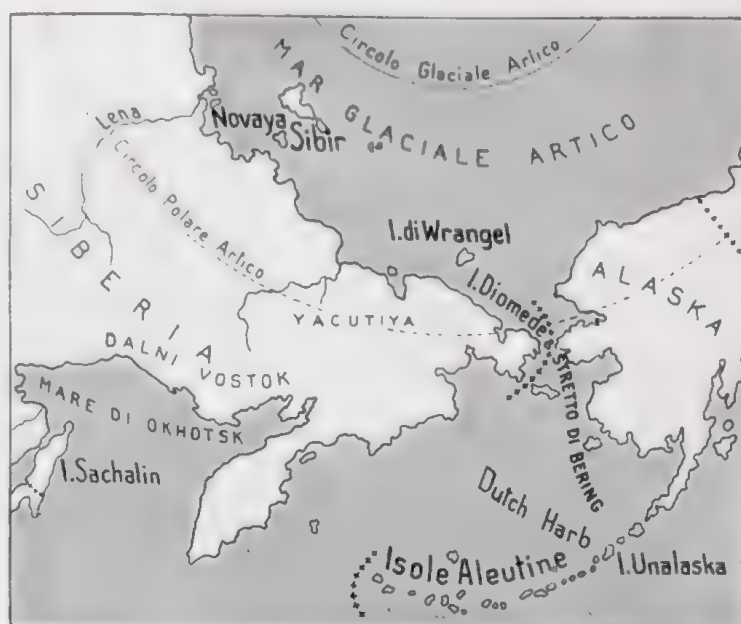 Circolo Glaciale Artico
MAR GLACIALE ARTICO
Lena
Novaya
Sibir
Circolo Polare Artico
SIBERIA
I. di Wrangel
I. Diomede
ALASKA
YACUTIYA
DALNI VOSTOK
STRETTO DI BERING
MARE DI OKHOTSK
I. Sachalin
Dutch Harb
Isole Aleutine
I. Unalaska